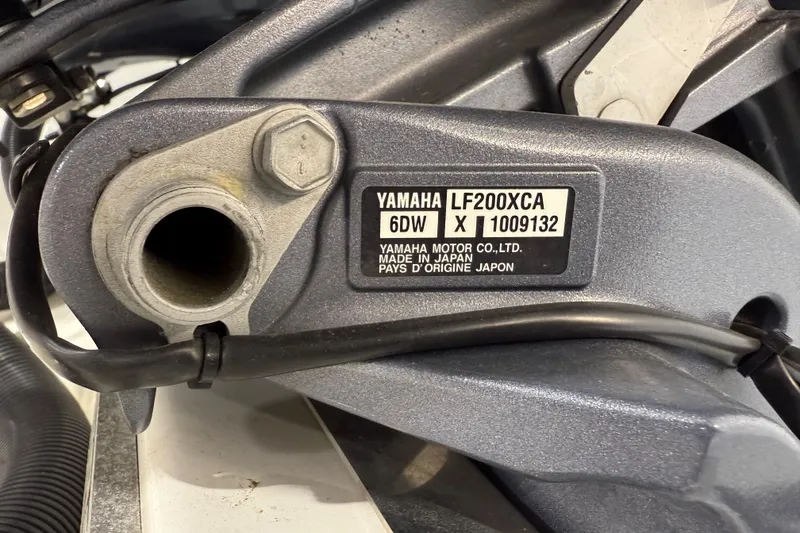 YAMAHA LF200XCA
6DW X 1009132
YAMAHA MOTOR CO.,LTD.
MADE IN JAPAN
PAYS D'ORIGINE JAPON